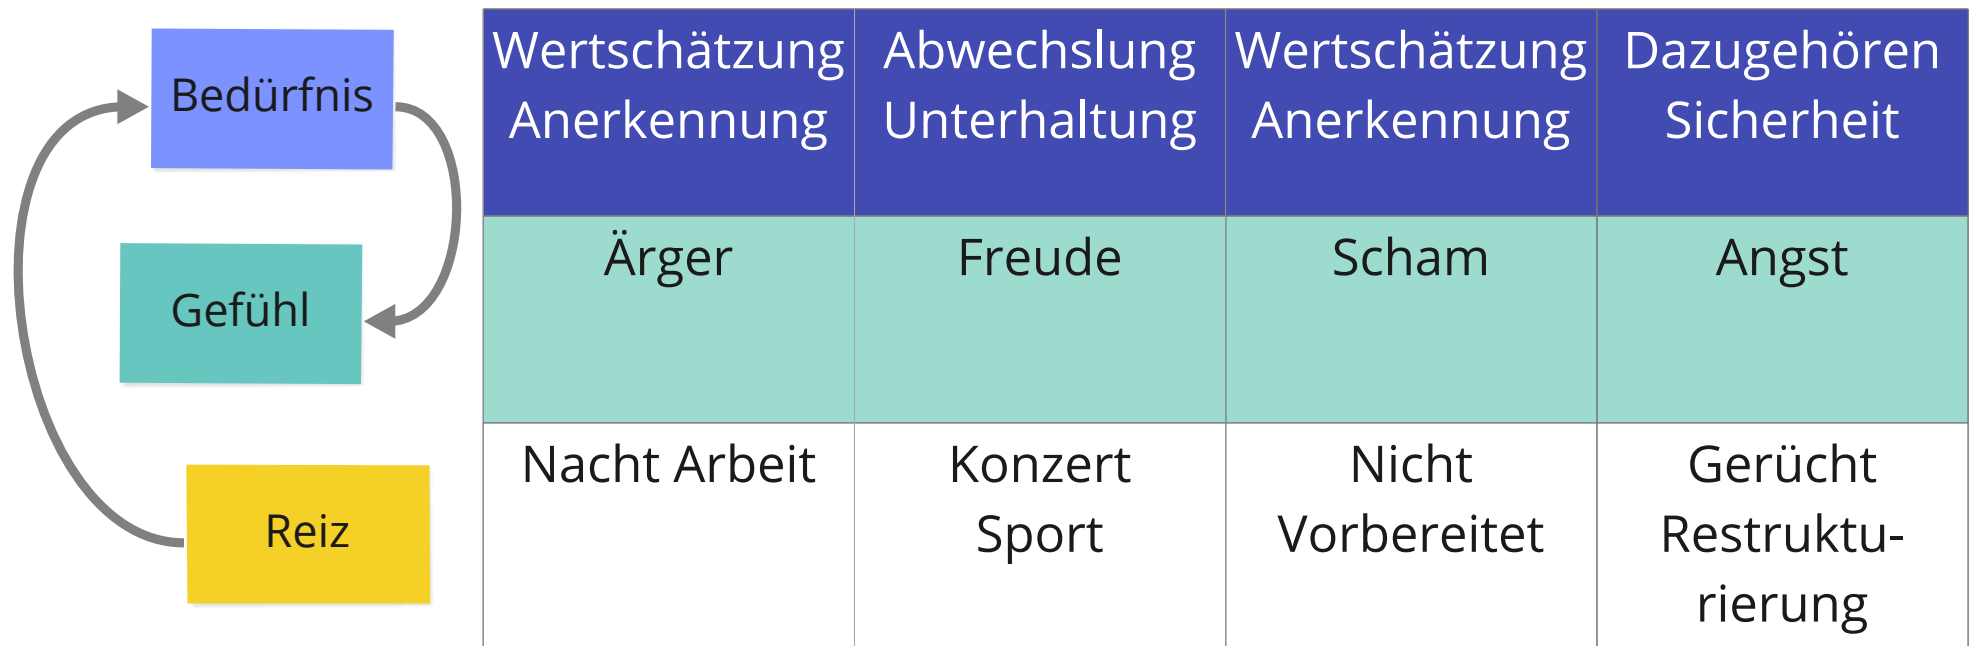 Bedürfnis
Gefühl
Reiz
Wertschätzung
Anerkennung
Abwechslung
Unterhaltung
Wertschätzung
Anerkennung
Dazugehören
Sicherheit
Ärger
Freude
Scham
Angst
Nacht Arbeit
Konzert
Sport
Nicht
Vorbereitet
Gerücht
Restruktu-
rierung